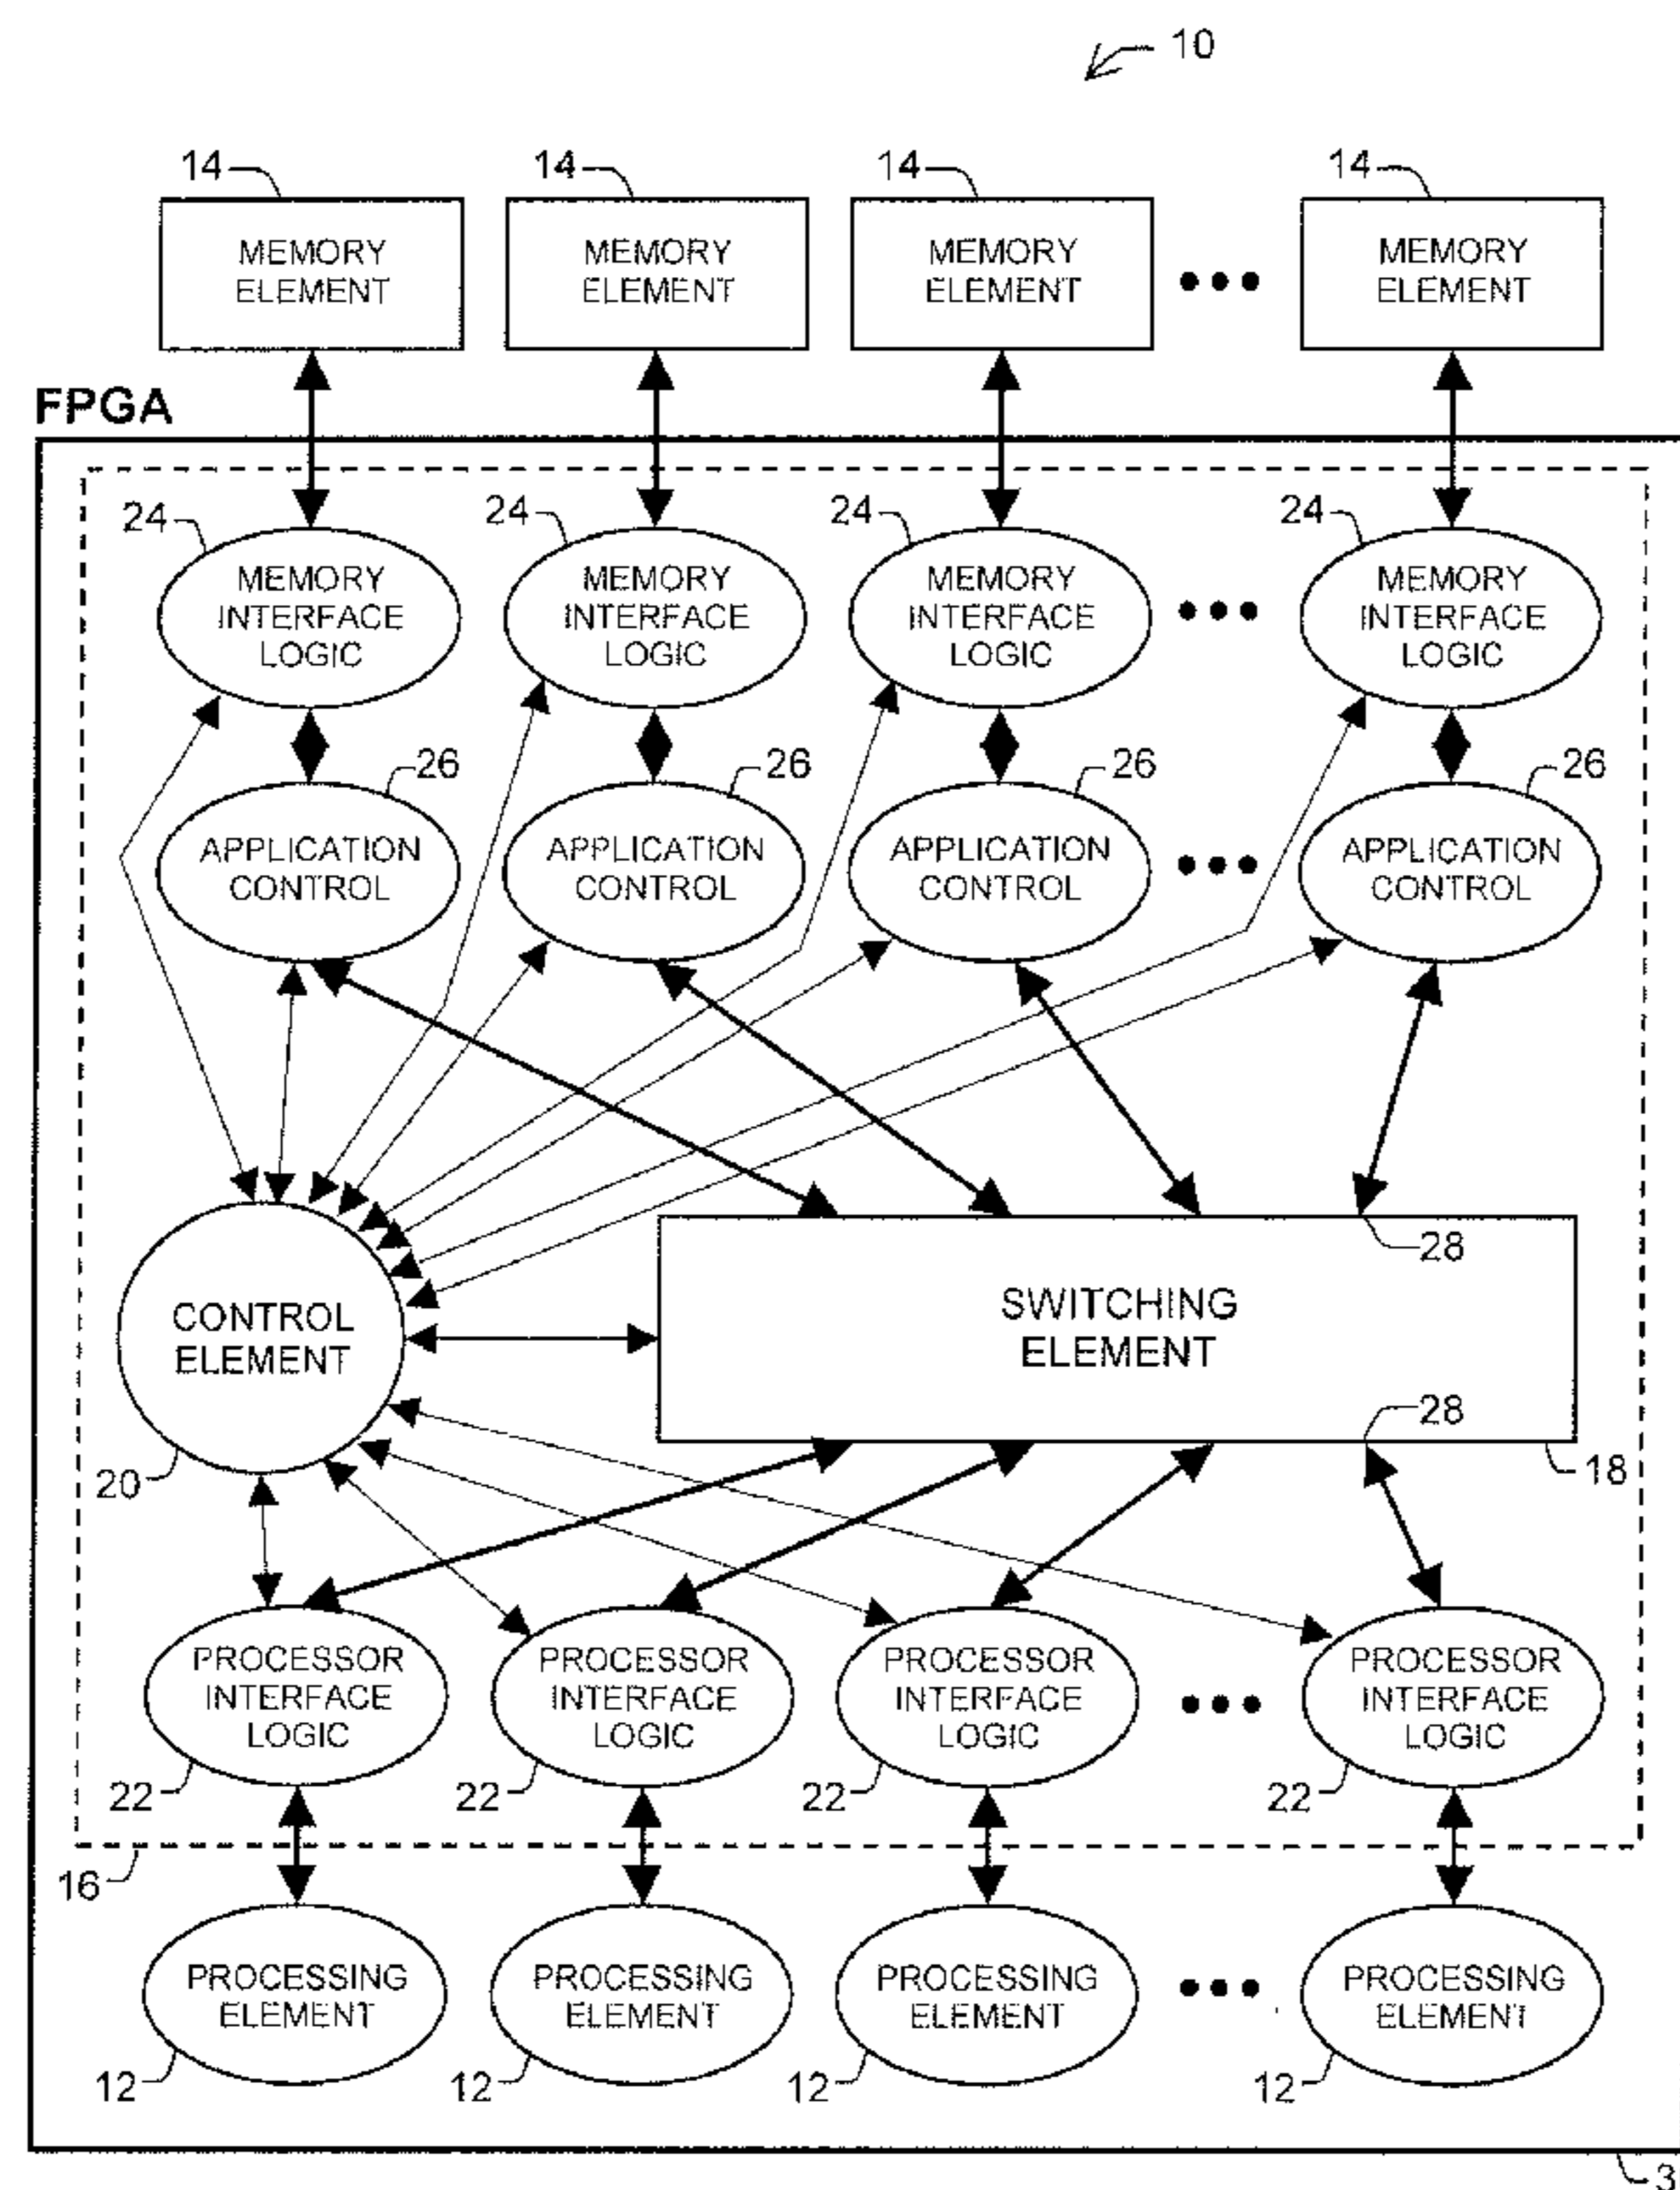 10
14 14 14 14
MEMORY ELEMENT MEMORY ELEMENT MEMORY ELEMENT MEMORY ELEMENT
FPGA
24 24 24 24
MEMORY INTERFACE LOGIC MEMORY INTERFACE LOGIC MEMORY INTERFACE LOGIC MEMORY INTERFACE LOGIC
26 26 26 26
APPLICATION CONTROL APPLICATION CONTROL APPLICATION CONTROL APPLICATION CONTROL
28
CONTROL ELEMENT
SWITCHING ELEMENT
28
20
18
PROCESSOR INTERFACE LOGIC PROCESSOR INTERFACE LOGIC PROCESSOR INTERFACE LOGIC PROCESSOR INTERFACE LOGIC
22 22 22 22
16
PROCESSING ELEMENT PROCESSING ELEMENT PROCESSING ELEMENT PROCESSING ELEMENT
12 12 12 12